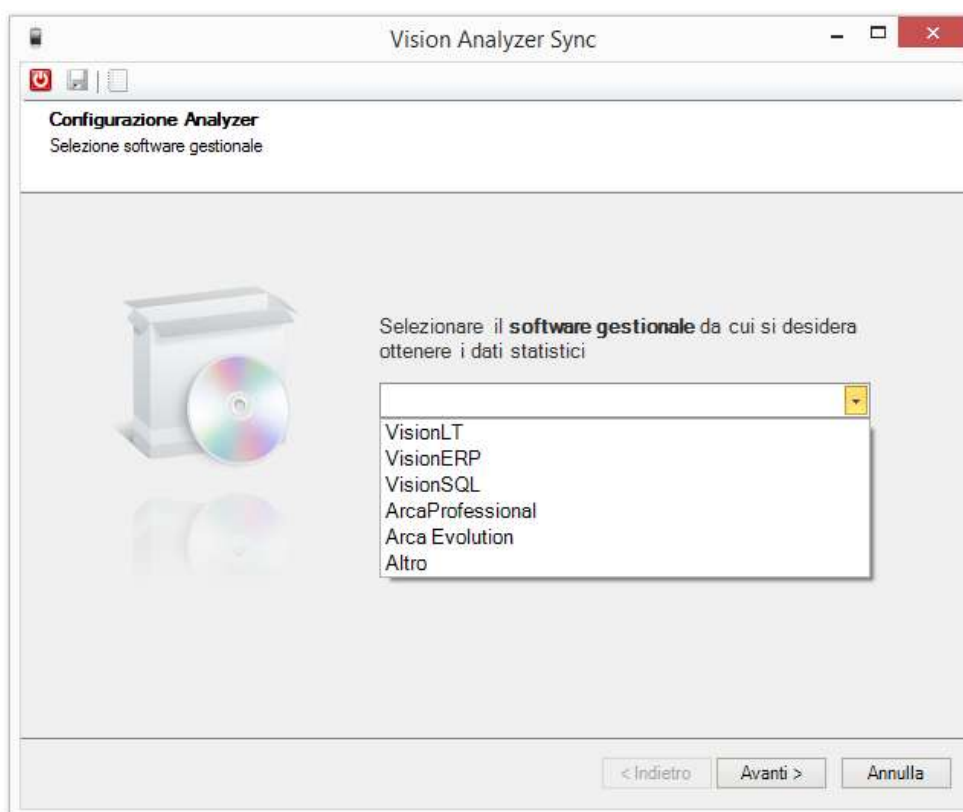 Vision Analyzer Sync
Configurazione Analyzer
Selezione software gestionale
Selezionare il software gestionale da cui si desidera
ottenere i dati statistici
VisionLT
VisionERP
VisionSQL
ArcaProfessional
Arca Evolution
Altro
< Indietro
Avanti >
Annulla